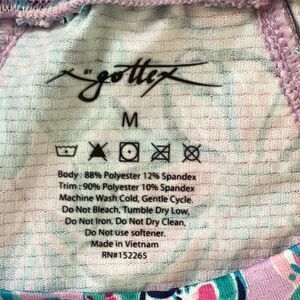 X BY gottex
M
Body : 88% Polyester 12% Spandex
Trim : 90% Polyester 10% Spandex
Machine Wash Cold, Gentle Cycle.
Do Not Bleach, Tumble Dry Low,
Do Not Iron, Do Not Dry Clean,
Do Not use softener.
Made in Vietnam
RN#152265